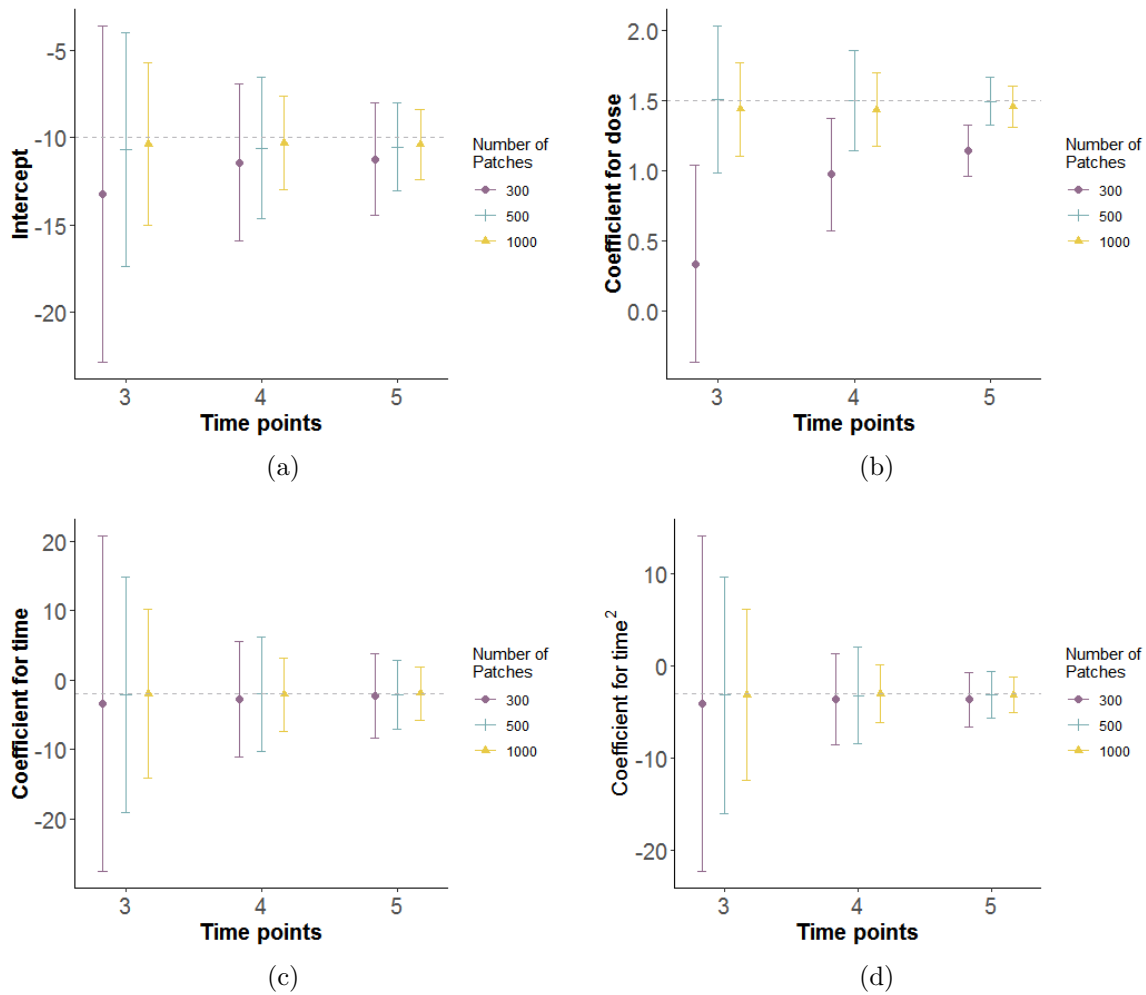 -5
-10
-15
-20
Intercept
3
4
5
Time points
Number of
Patches
300
500
1000
(a)
2.0
1.5
1.0
0.5
0.0
Coefficient for dose
3
4
5
Time points
Number of
Patches
300
500
1000
(b)
20
10
0
-10
-20
Coefficient for time
3
4
5
Time points
Number of
Patches
300
500
1000
(c)
10
0
-10
-20
Coefficient for time²
3
4
5
Time points
Number of
Patches
300
500
1000
(d)